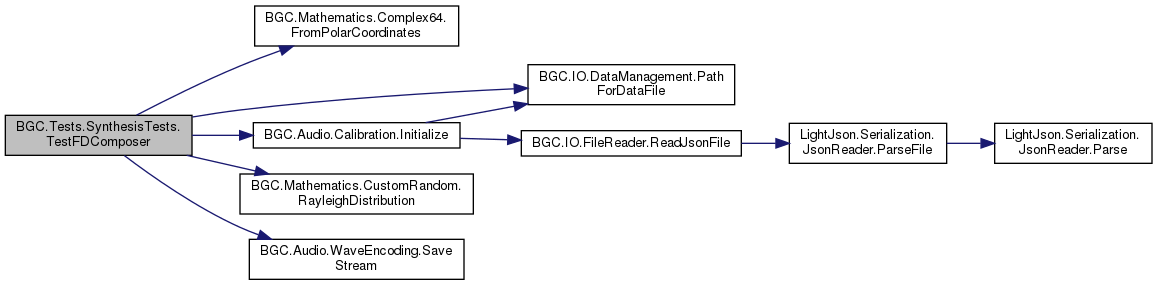 BGC.Mathematics.Complex64.
FromPolarCoordinates
BGC.IO.DataManagement.Path
ForDataFile
BGC.Tests.SynthesisTests.
TestFDComposer
BGC.Audio.Calibration.Initialize
BGC.IO.FileReader.ReadJsonFile
LightJson.Serialization.
JsonReader.ParseFile
LightJson.Serialization.
JsonReader.Parse
BGC.Mathematics.CustomRandom.
RayleighDistribution
BGC.Audio.WaveEncoding.Save
Stream